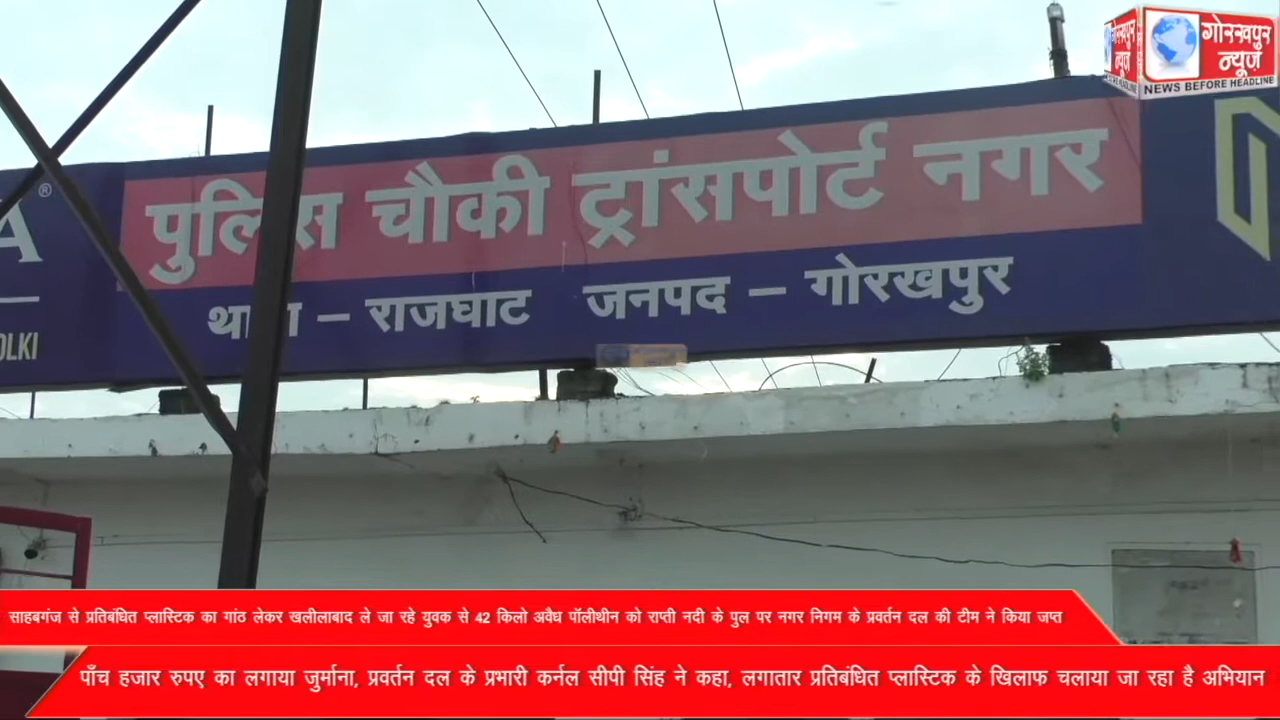 गोरखपुर न्यूज़
गोरखपुर न्यूज़
NEWS BEFORE HEADLINE
पुलिस चौकी ट्रांसपोर्ट नगर
थाना – राजघाट जनपद – गोरखपुर
A®
OLKI
साहबगंज से प्रतिबंधित प्लास्टिक का गांठ लेकर खलीलाबाद ले जा रहे युवक से 42 किलो अवैध पॉलीथीन को राप्ती नदी के पुल पर नगर निगम के प्रवर्तन दल की टीम ने किया जप्त
पाँच हजार रुपए का लगाया जुर्माना, प्रवर्तन दल के प्रभारी कर्नल सीपी सिंह ने कहा, लगातार प्रतिबंधित प्लास्टिक के खिलाफ चलाया जा रहा है अभियान